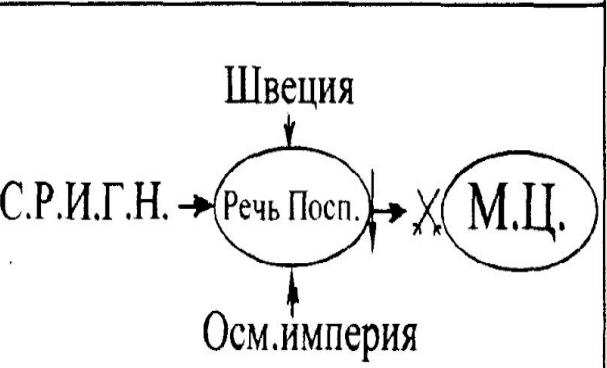 Швеция
С.Р.И.Г.Н.
Речь Посп.
М.Ц.
Осм.империя